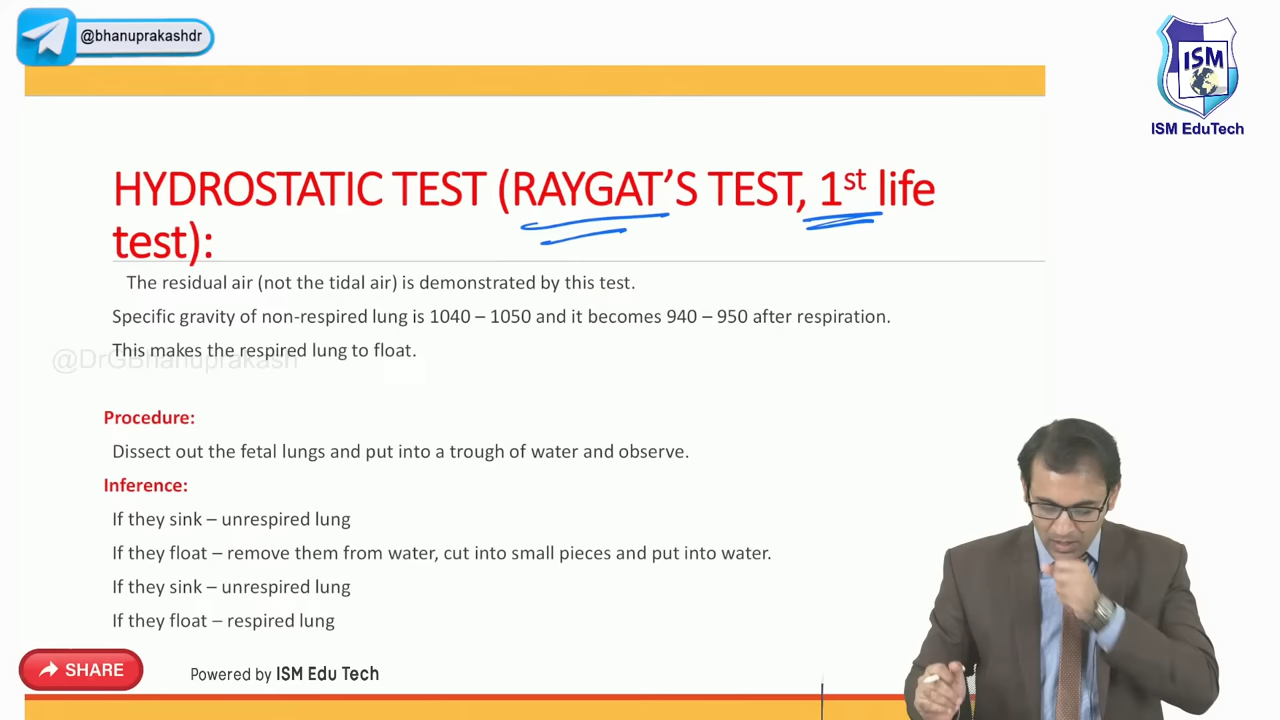 @bhanuprakashdr
ISM
ISM EduTech
HYDROSTATIC TEST (RAYGAT’S TEST, 1st life
test):
The residual air (not the tidal air) is demonstrated by this test.
Specific gravity of non-respired lung is 1040 – 1050 and it becomes 940 – 950 after respiration.
This makes the respired lung to float.
@DrGBhanuprakash
Procedure:
Dissect out the fetal lungs and put into a trough of water and observe.
Inference:
If they sink – unrespired lung
If they float – remove them from water, cut into small pieces and put into water.
If they sink – unrespired lung
If they float – respired lung
SHARE
Powered by ISM Edu Tech